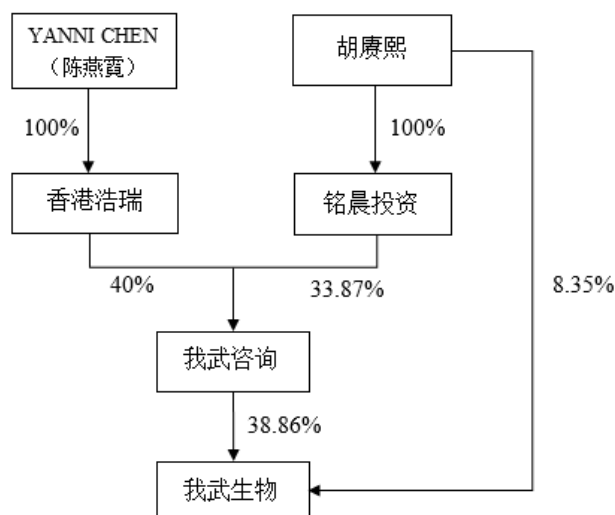 YANNI CHEN
（陈燕霓）
胡赓熙
100%
100%
香港浩瑞
铭晨投资
40%
33.87%
8.35%
我武咨询
38.86%
我武生物